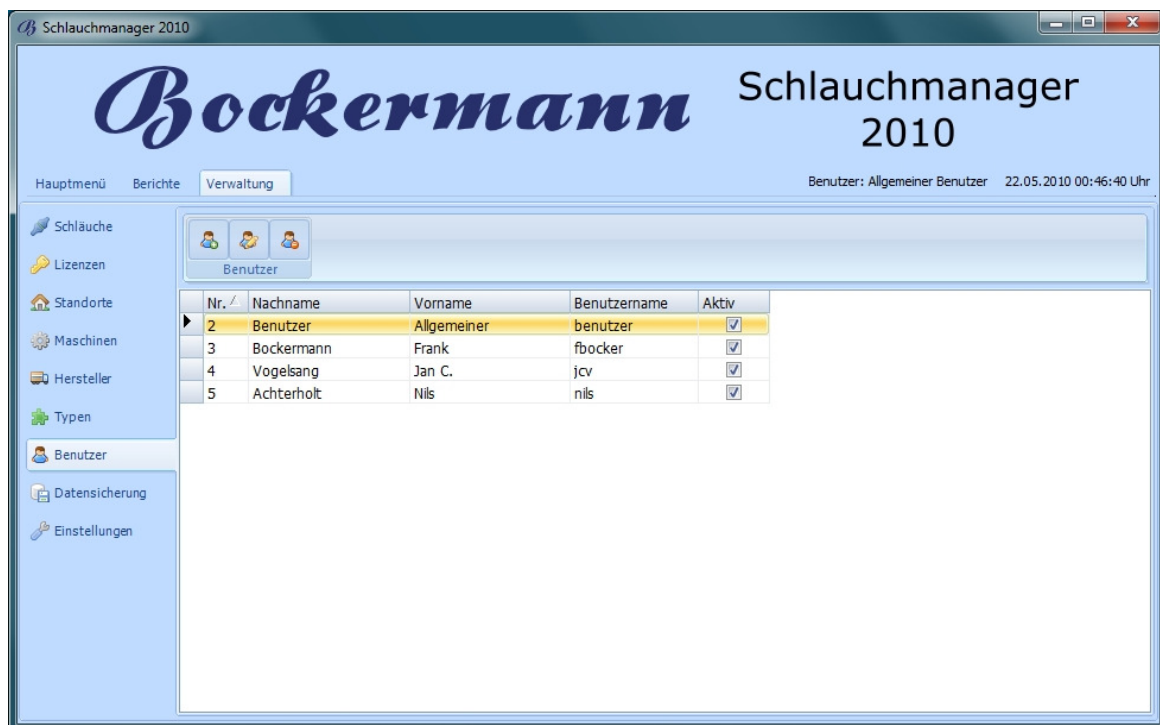 Schlauchmanager 2010
Bockermann
Schlauchmanager
2010
Hauptmenü Berichte Verwaltung
Benutzer: Allgemeiner Benutzer 22.05.2010 00:46:40 Uhr
Schläuche
Lizenzen
Standorte
Maschinen
Hersteller
Typen
Benutzer
Datensicherung
Einstellungen
Benutzer
Nr. Nachname Vorname Benutzername Aktiv
2 Benutzer Allgemeiner benutzer
3 Bockermann Frank fbocker
4 Vogelsang Jan C. jcv
5 Achterholt Nils nils